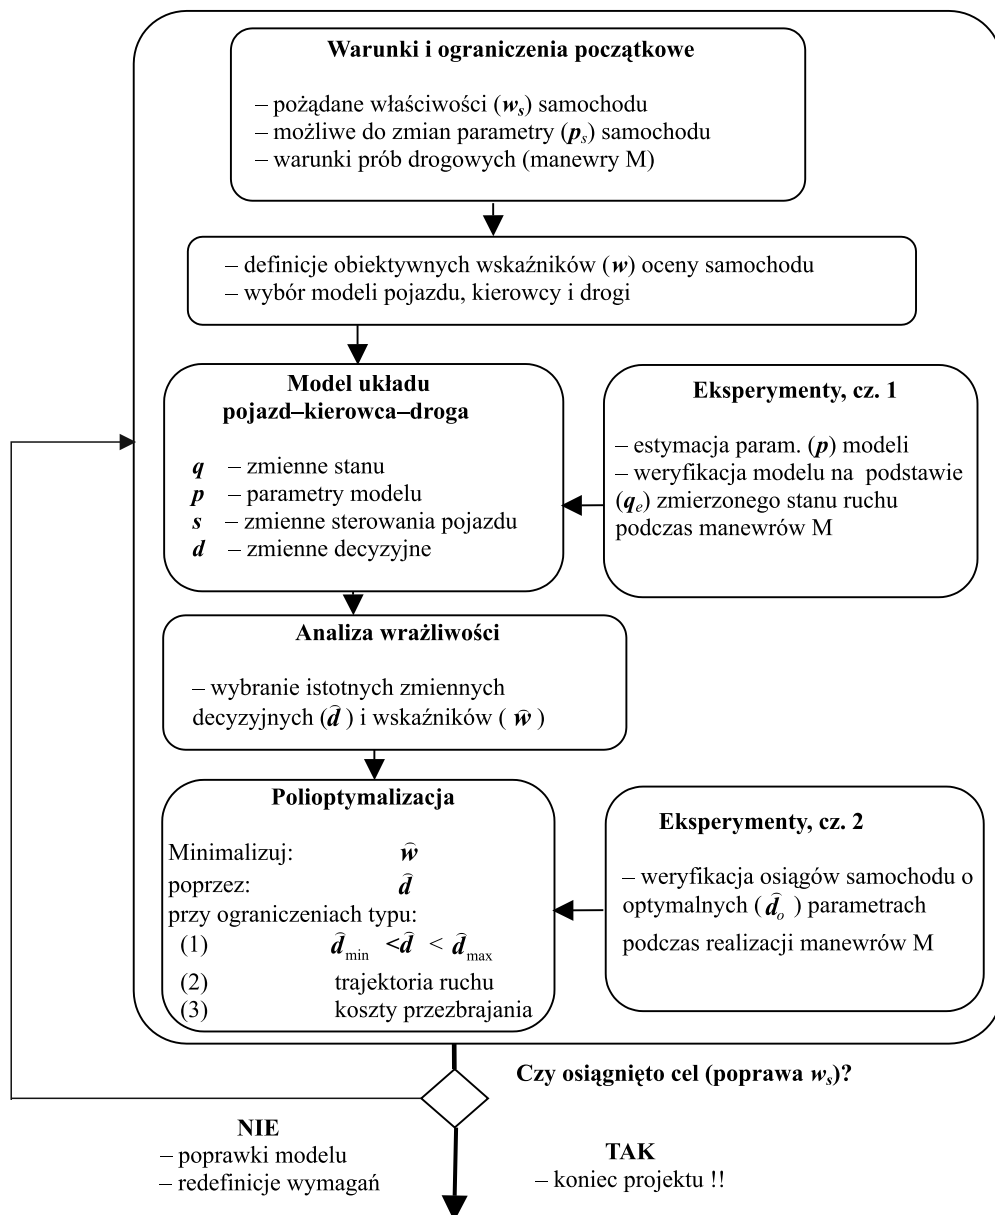 Warunki i ograniczenia początkowe
– pożądane właściwości (wₛ) samochodu
– możliwe do zmian parametry (pₛ) samochodu
– warunki prób drogowych (manewry M)
– definicje obiektywnych wskaźników (w) oceny samochodu
– wybór modeli pojazdu, kierowcy i drogi
Model układu
pojazd–kierowca–droga
q – zmienne stanu
p – parametry modelu
s – zmienne sterowania pojazdu
d – zmienne decyzyjne
Eksperymenty, cz. 1
– estymacja param. (p) modeli
– weryfikacja modelu na podstawie
(qₑ) zmierzonego stanu ruchu
podczas manewrów M
Analiza wrażliwości
– wybranie istotnych zmiennych
decyzyjnych (d̂) i wskaźników ( ŵ )
Polioptymalizacja
Minimalizuj: ŵ
poprzez: d̂
przy ograniczeniach typu:
(1) d̂min < d̂ < d̂max
(2) trajektoria ruchu
(3) koszty przezbrajania
Eksperymenty, cz. 2
– weryfikacja osiągów samochodu o
optymalnych ( d̂ₒ ) parametrach
podczas realizacji manewrów M
Czy osiągnięto cel (poprawa wₛ)?
NIE
– poprawki modelu
– redefinicje wymagań
TAK
– koniec projektu !!